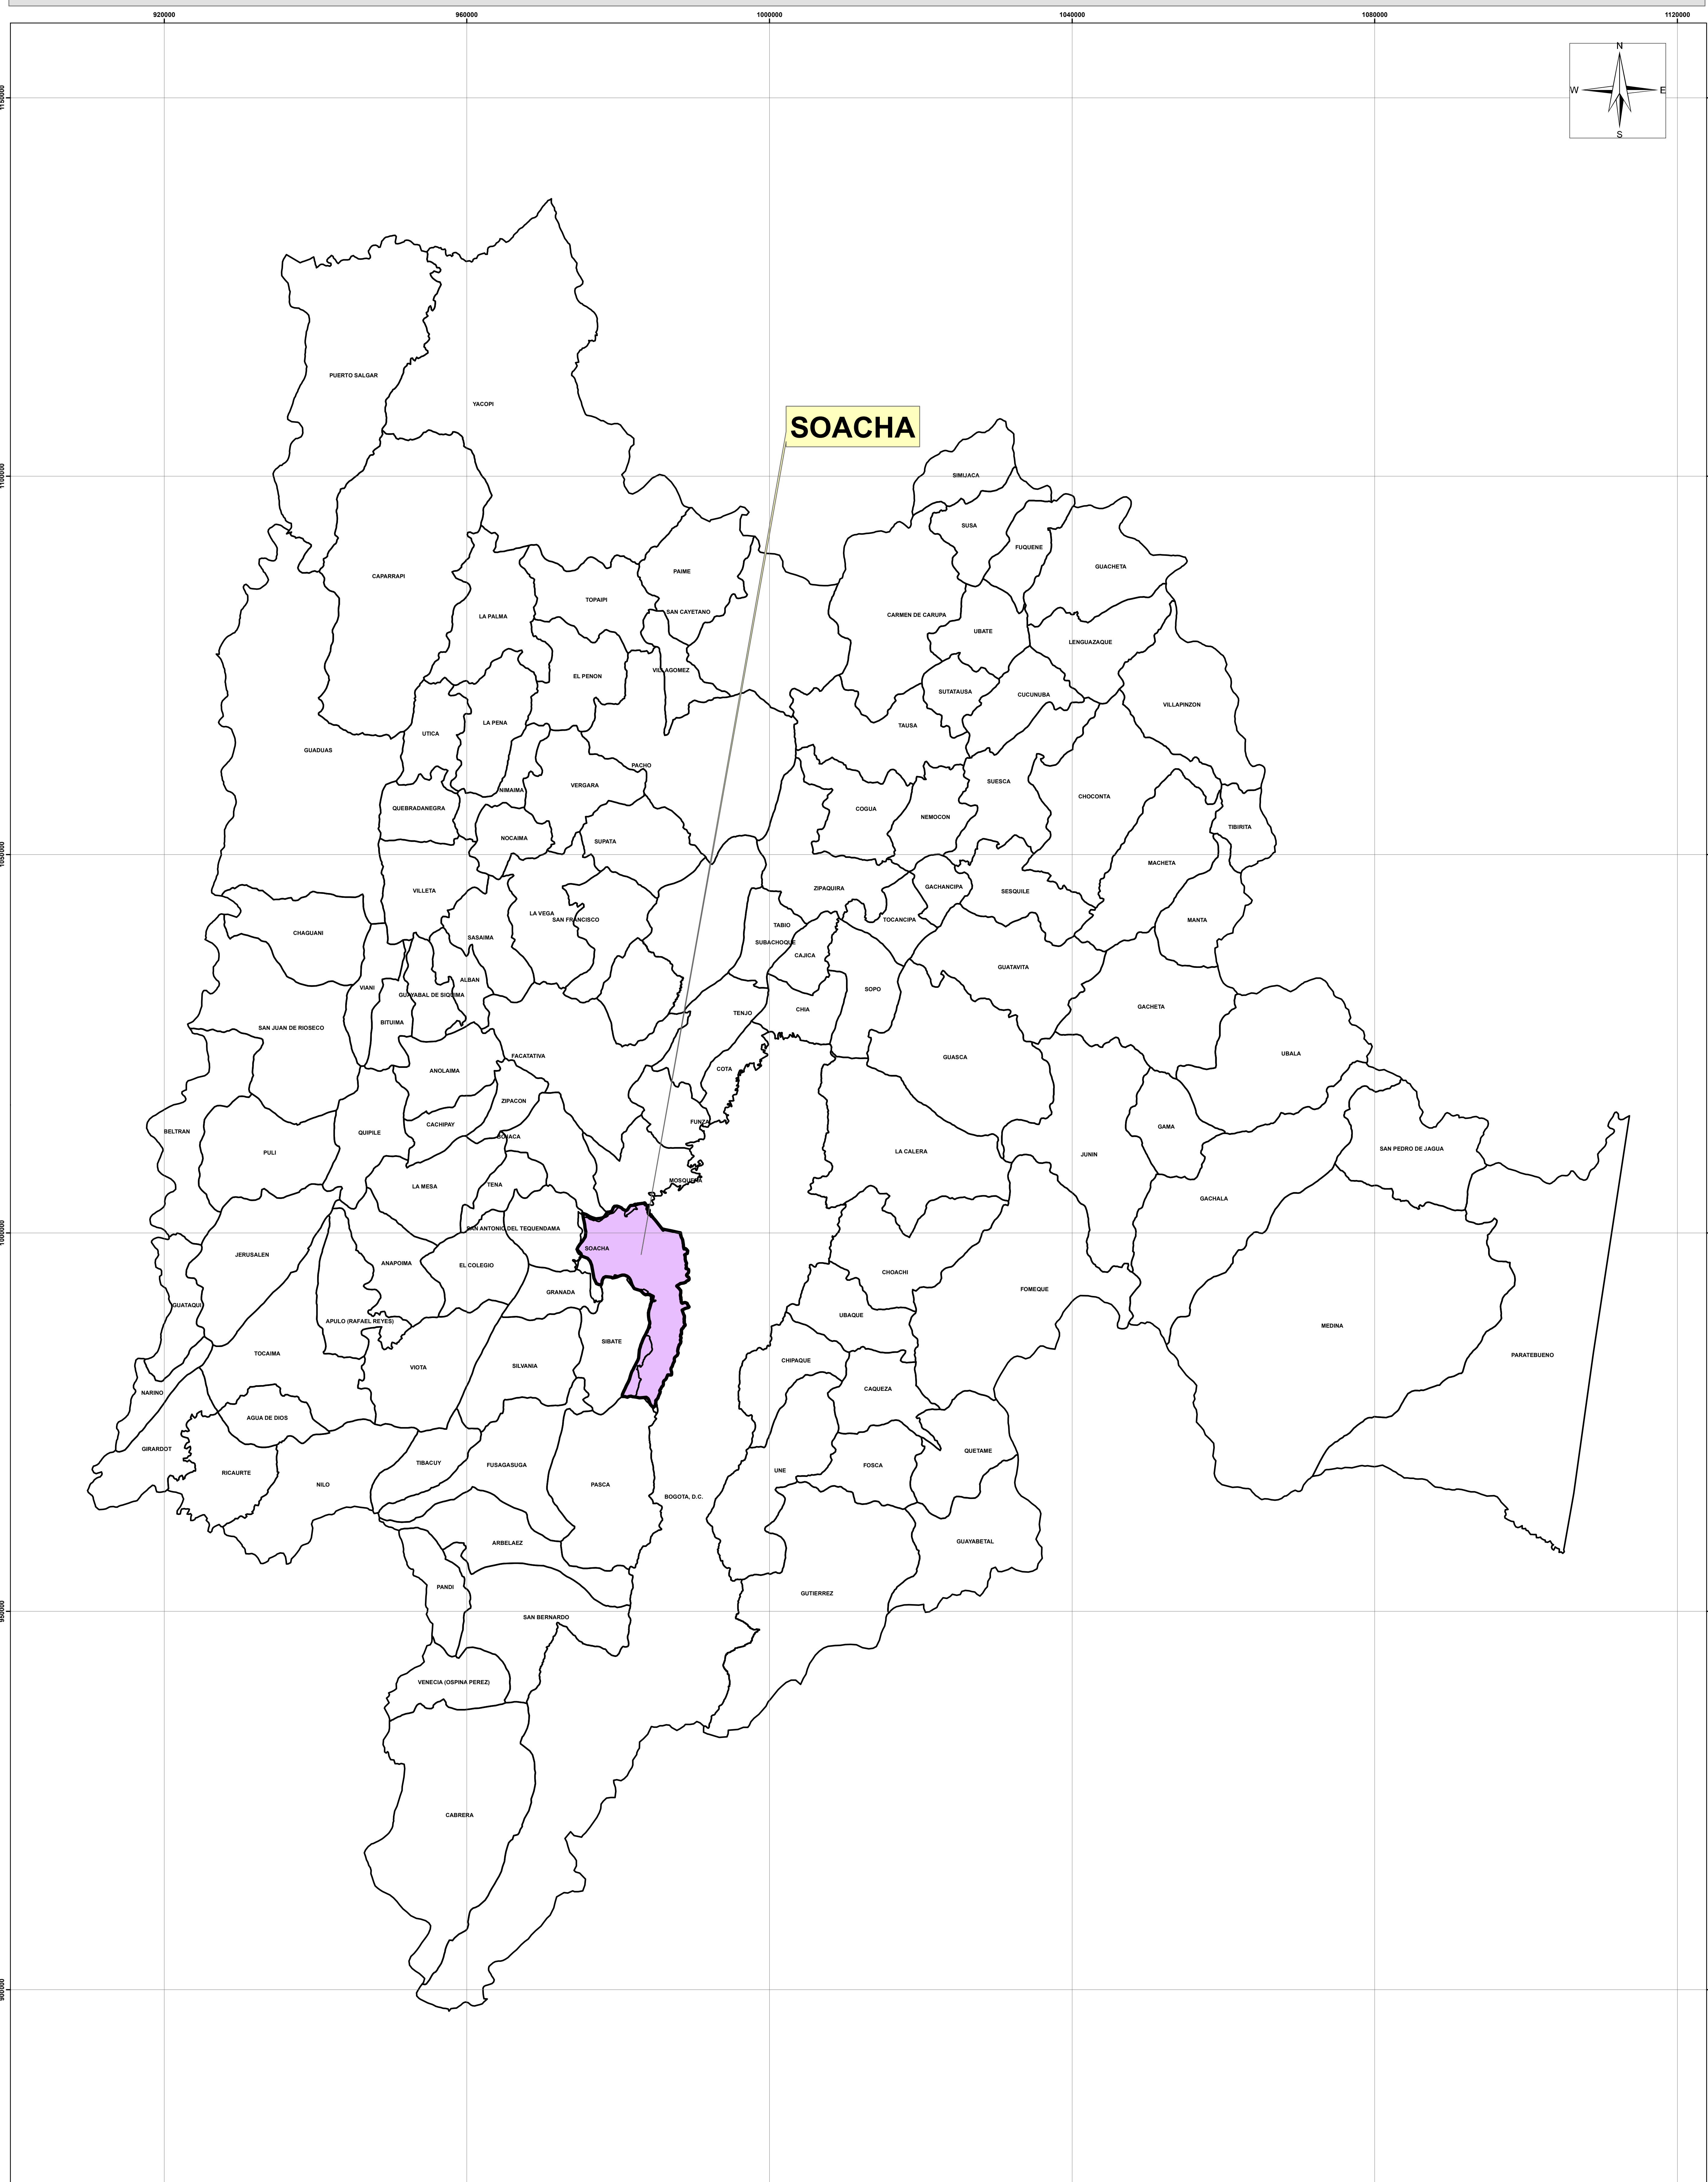 920000
960000
1000000
1040000
1080000
1120000
N
W
E
S
1150000
PUERTO SALGAR
YACOPI
SOACHA
SIMIJACA
1100000
SUSA
FUQUENE
GUACHETA
PAIME
CAPARRAPI
TOPAIPI
SAN CAYETANO
CARMEN DE CARUPA
LA PALMA
UBATE
LENGUAZAQUE
VILLAGOMEZ
EL PENON
SUTATAUSA
CUCUNUBA
VILLAPINZON
LA PENA
TAUSA
UTICA
GUADUAS
PACHO
SUESCA
VERGARA
NIMAIMA
CHOCONTA
QUEBRADANEGRA
COGUA
NEMOCON
TIBIRITA
NOCAIMA
SUPATA
1050000
MACHETA
VILLETA
ZIPAQUIRA
GACHANCIPA
SESQUILE
LA VEGA
SAN FRANCISCO
TOCANCIPA
MANTA
TABIO
CHAGUANI
SASAIMA
SUBACHOQUE
CAJICA
GUATAVITA
ALBAN
VIANI
SOPO
GUAYABAL DE SIQUIMA
GACHETA
CHIA
TENJO
BITUIMA
SAN JUAN DE RIOSECO
FACATATIVA
GUASCA
UBALA
ANOLAIMA
COTA
ZIPACON
CACHIPAY
FUNZA
GAMA
BELTRAN
QUIPILE
BOJACA
PULI
LA CALERA
JUNIN
SAN PEDRO DE JAGUA
LA MESA
TENA
MOSQUERA
GACHALA
SAN ANTONIO DEL TEQUENDAMA
1000000
SOACHA
JERUSALEN
ANAPOIMA
EL COLEGIO
CHOACHI
GRANADA
FOMEQUE
GUATAQUI
UBAQUE
APULO (RAFAEL REYES)
MEDINA
SIBATE
TOCAIMA
PARATEBUENO
CHIPAQUE
VIOTA
SILVANIA
NARINO
CAQUEZA
AGUA DE DIOS
GIRARDOT
QUETAME
TIBACUY
FUSAGASUGA
FOSCA
RICAURTE
UNE
NILO
PASCA
BOGOTA, D.C.
ARBELAEZ
GUAYABETAL
PANDI
GUTIERREZ
950000
SAN BERNARDO
VENECIA (OSPINA PEREZ)
CABRERA
900000